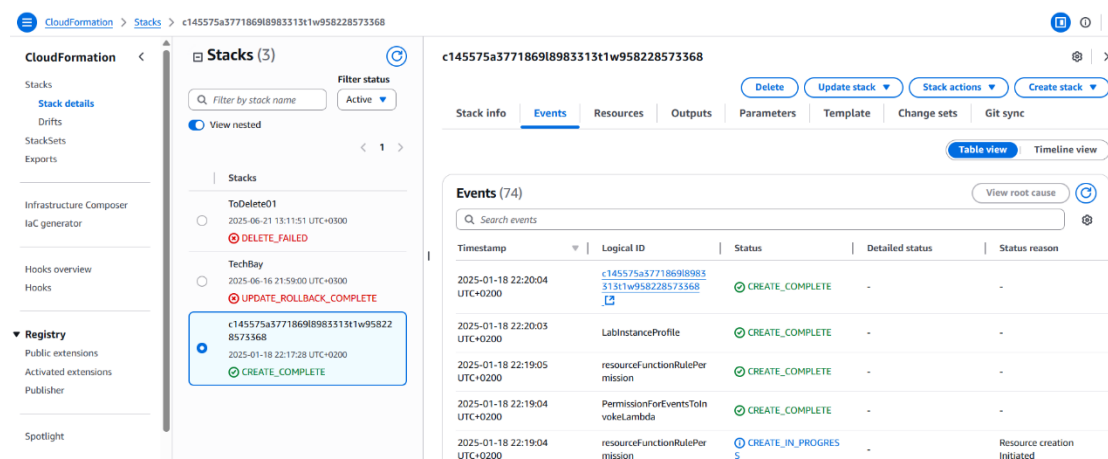 CloudFormation > Stacks > c145575a3771869l8983313t1w958228573368
CloudFormation
Stacks
Stack details
Drifts
StackSets
Exports
Infrastructure Composer
IaC generator
Hooks overview
Hooks
Registry
Public extensions
Activated extensions
Publisher
Spotlight
Stacks (3)
Filter status
Filter by stack name
Active
View nested
1
Stacks
ToDelete01
2025-06-21 13:11:51 UTC+0300
DELETE_FAILED
TechBay
2025-06-16 21:59:00 UTC+0300
UPDATE_ROLLBACK_COMPLETE
c145575a3771869l8983313t1w95822
8573368
2025-01-18 22:17:28 UTC+0200
CREATE_COMPLETE
c145575a3771869l8983313t1w958228573368
Delete Update stack Stack actions Create stack
Stack info Events Resources Outputs Parameters Template Change sets Git sync
Table view Timeline view
Events (74)
View root cause
Search events
Timestamp Logical ID Status Detailed status Status reason
2025-01-18 22:20:04 c145575a3771869l8983 CREATE_COMPLETE - -
UTC+0200 313t1w958228573368
2025-01-18 22:20:03 LabInstanceProfile CREATE_COMPLETE - -
UTC+0200
2025-01-18 22:19:05 resourceFunctionRulePer CREATE_COMPLETE - -
UTC+0200 mission
2025-01-18 22:19:04 PermissionForEventsToIn CREATE_COMPLETE - -
UTC+0200 vokeLambda
2025-01-18 22:19:04 resourceFunctionRulePer CREATE_IN_PROGRES - Resource creation
UTC+0200 mission S Initiated